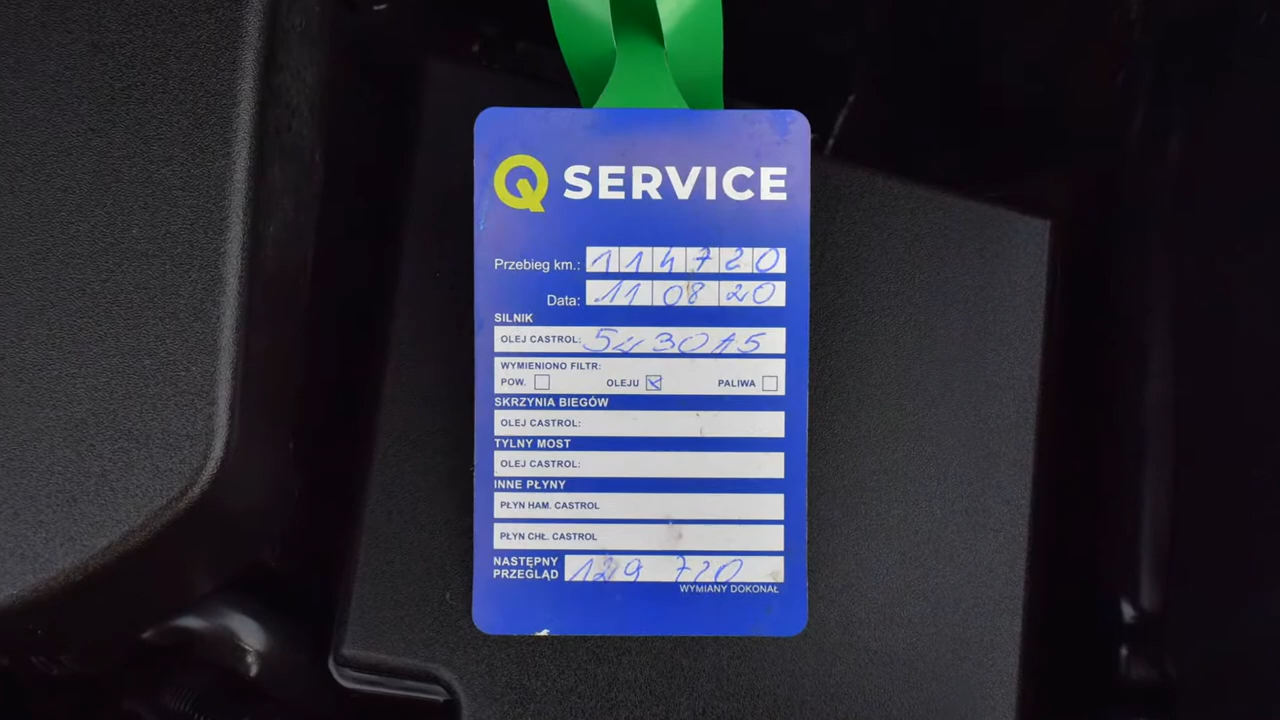 Q SERVICE
Przebieg km.: 114720
Data: 11 08 20
SILNIK
OLEJ CASTROL: 5W30A5
WYMIENIONO FILTR:
POW. OLEJU PALIWA
SKRZYNIA BIEGÓW
OLEJ CASTROL:
TYLNY MOST
OLEJ CASTROL:
INNE PŁYNY
PŁYN HAM. CASTROL
PŁYN CHŁ. CASTROL
NASTĘPNY
PRZEGLĄD 129 720
WYMIANY DOKONAŁ